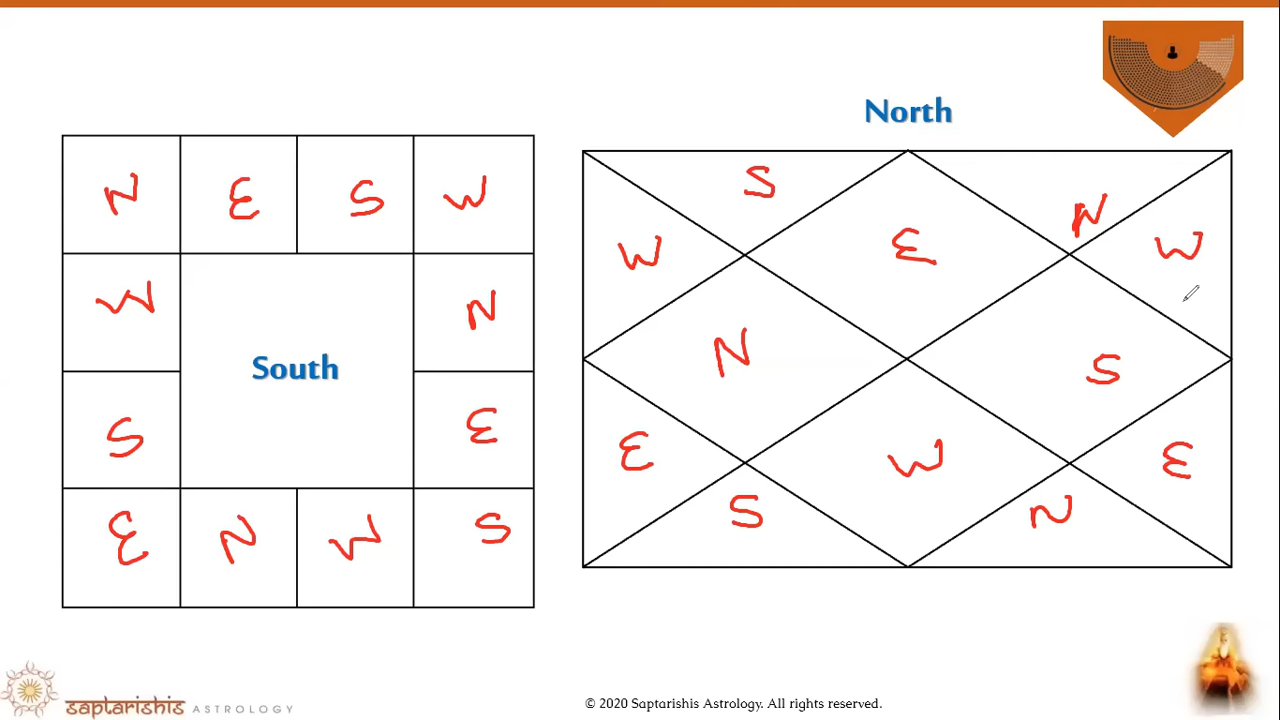 North
N E S W
W N
South
S E
E N W S
S N
W E W
N S
E W E
S N
saptarishis ASTROLOGY
© 2020 Saptarishis Astrology. All rights reserved.